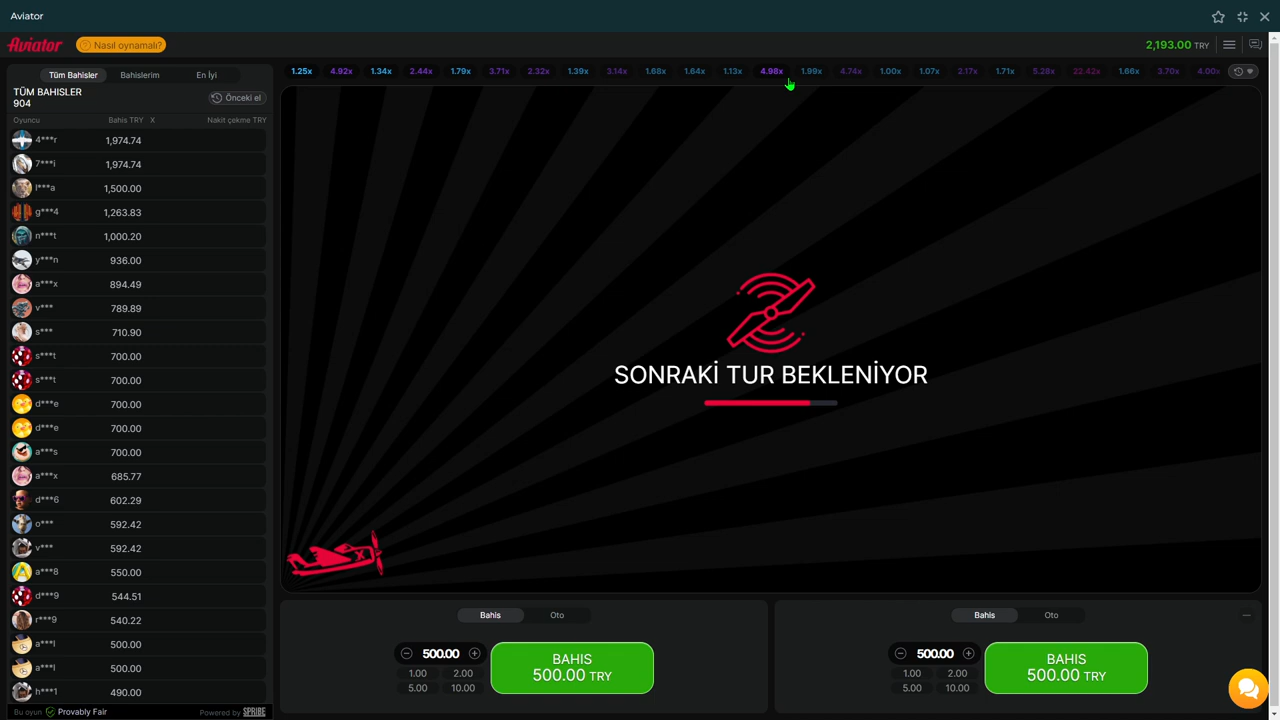 Aviator
Aviator
Nasıl oynamalı?
2,193.00 TRY
Tüm Bahisler Bahislerim En İyi
1.25x 4.92x 1.34x 2.44x 1.79x 3.71x 2.32x 1.39x 3.14x 1.68x 1.64x 1.13x 4.98x 1.99x 4.74x 1.00x 1.07x 2.17x 1.71x 5.28x 22.42x 1.66x 3.70x 4.00x
TÜM BAHISLER
904
Önceki el
Oyuncu Bahis TRY X Nakit çekme TRY
4***r 1,974.74
7***i 1,974.74
l***a 1,500.00
g***4 1,263.83
n***t 1,000.20
y***n 936.00
a***x 894.49
v*** 789.89
s*** 710.90
s***t 700.00
s***t 700.00
d***e 700.00
d***e 700.00
a***s 700.00
a***x 685.77
d***6 602.29
o*** 592.42
v*** 592.42
a***8 550.00
d***9 544.51
r***9 540.22
a***l 500.00
a***l 500.00
h***1 490.00
Bu oyun Provably Fair Powered by SPRIBE
SONRAKİ TUR BEKLENİYOR
Bahis Oto
500.00
1.00 2.00
5.00 10.00
BAHIS
500.00 TRY
Bahis Oto
500.00
1.00 2.00
5.00 10.00
BAHIS
500.00 TRY